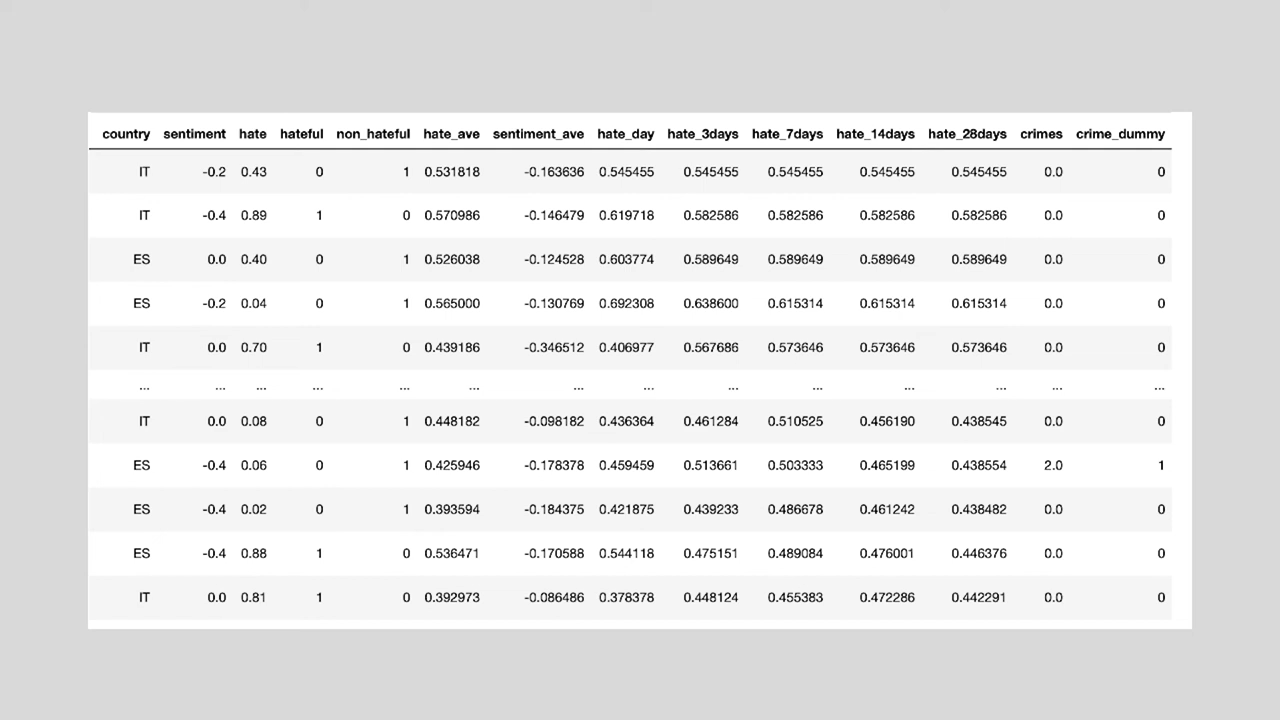 country sentiment hate hateful non_hateful hate_ave sentiment_ave hate_day hate_3days hate_7days hate_14days hate_28days crimes crime_dummy
IT -0.2 0.43 0 1 0.531818 -0.163636 0.545455 0.545455 0.545455 0.545455 0.545455 0.0 0
IT -0.4 0.89 1 0 0.570986 -0.146479 0.619718 0.582586 0.582586 0.582586 0.582586 0.0 0
ES 0.0 0.40 0 1 0.526038 -0.124528 0.603774 0.589649 0.589649 0.589649 0.589649 0.0 0
ES -0.2 0.04 0 1 0.565000 -0.130769 0.692308 0.638600 0.615314 0.615314 0.615314 0.0 0
IT 0.0 0.70 1 0 0.439186 -0.346512 0.406977 0.567686 0.573646 0.573646 0.573646 0.0 0
... ... ... ... ... ... ... ... ... ... ... ... ... ...
IT 0.0 0.08 0 1 0.448182 -0.098182 0.436364 0.461284 0.510525 0.456190 0.438545 0.0 0
ES -0.4 0.06 0 1 0.425946 -0.178378 0.459459 0.513661 0.503333 0.465199 0.438554 2.0 1
ES -0.4 0.02 0 1 0.393594 -0.184375 0.421875 0.439233 0.486678 0.461242 0.438482 0.0 0
ES -0.4 0.88 1 0 0.536471 -0.170588 0.544118 0.475151 0.489084 0.476001 0.446376 0.0 0
IT 0.0 0.81 1 0 0.392973 -0.086486 0.378378 0.448124 0.455383 0.472286 0.442291 0.0 0